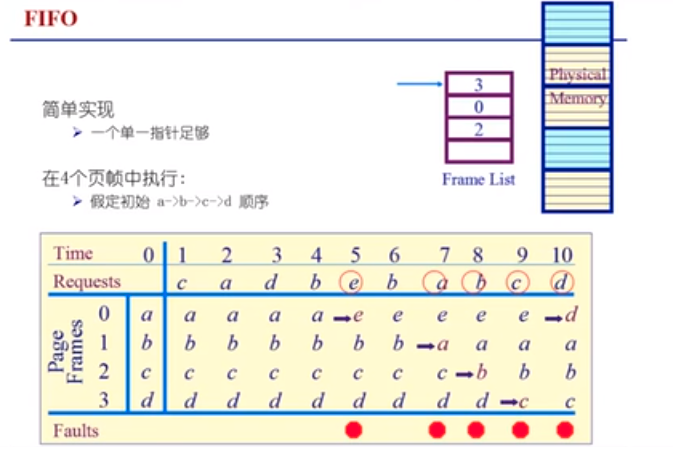 FIFO
Physical
Memory
3
0
2
Frame List
简单实现
➢ 一个单一指针足够
在4个页帧中执行:
➢ 假定初始 a->b->c->d 顺序
Time 0 1 2 3 4 5 6 7 8 9 10
Requests c a d b e b a b c d
Page Frames
0 a a a a a e e e e e d
1 b b b b b b b a a a a
2 c c c c c c c c b b b
3 d d d d d d d d d c c
Faults